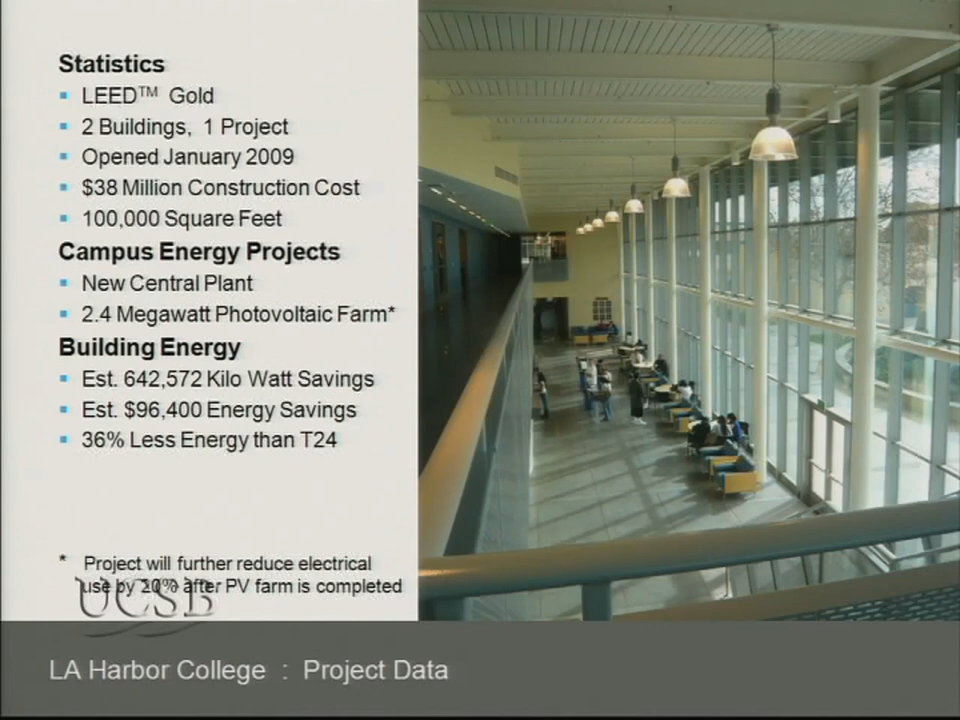 Statistics
LEED™ Gold
2 Buildings, 1 Project
Opened January 2009
$38 Million Construction Cost
100,000 Square Feet
Campus Energy Projects
New Central Plant
2.4 Megawatt Photovoltaic Farm*
Building Energy
Est. 642,572 Kilo Watt Savings
Est. $96,400 Energy Savings
36% Less Energy than T24
* Project will further reduce electrical
use by 20% after PV farm is completed
UCSB
LA Harbor College : Project Data